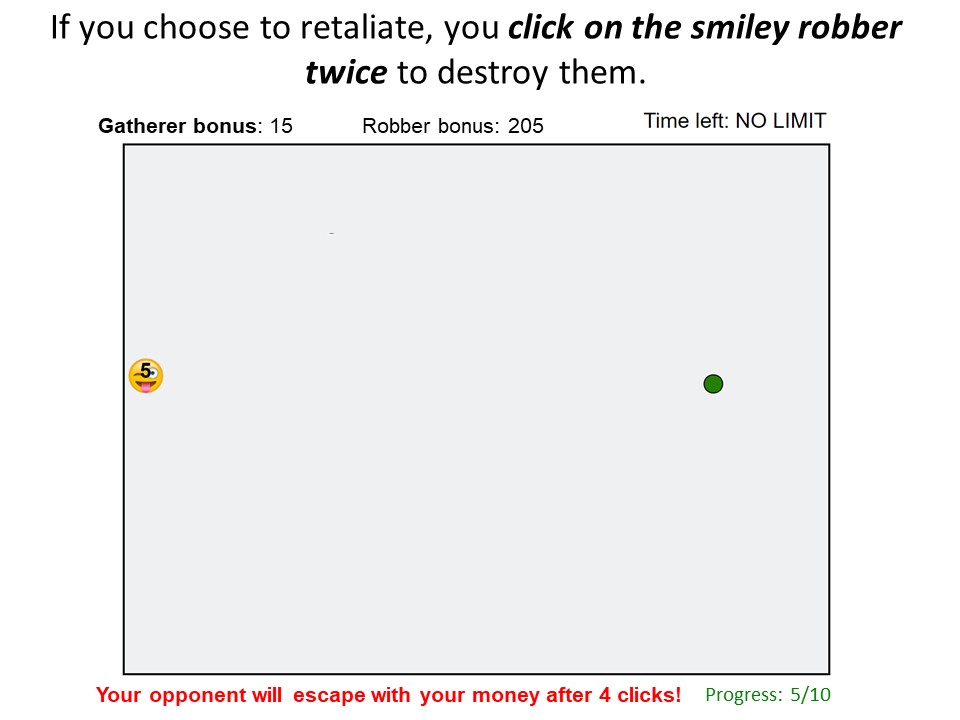 If you choose to retaliate, you click on the smiley robber
twice to destroy them.
Gatherer bonus: 15 Robber bonus: 205 Time left: NO LIMIT
5
Your opponent will escape with your money after 4 clicks! Progress: 5/10